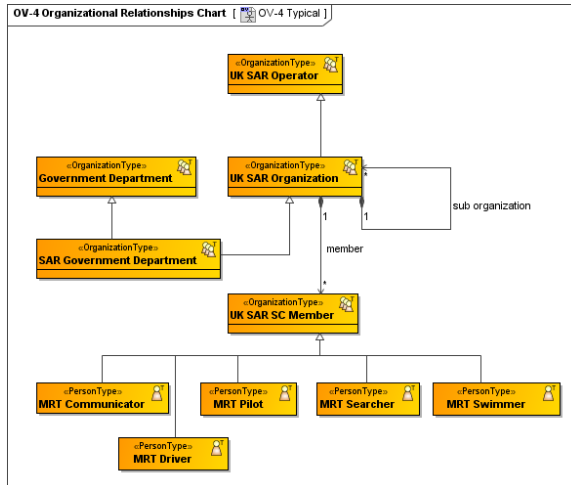 OV-4 Organizational Relationships Chart [ OV-4 Typical ]
«OrganizationType»
UK SAR Operator
«OrganizationType»
Government Department
«OrganizationType»
UK SAR Organization
*
sub organization
1
1
«OrganizationType»
SAR Government Department
member
*
«OrganizationType»
UK SAR SC Member
«PersonType»
MRT Communicator
«PersonType»
MRT Pilot
«PersonType»
MRT Searcher
«PersonType»
MRT Swimmer
«PersonType»
MRT Driver